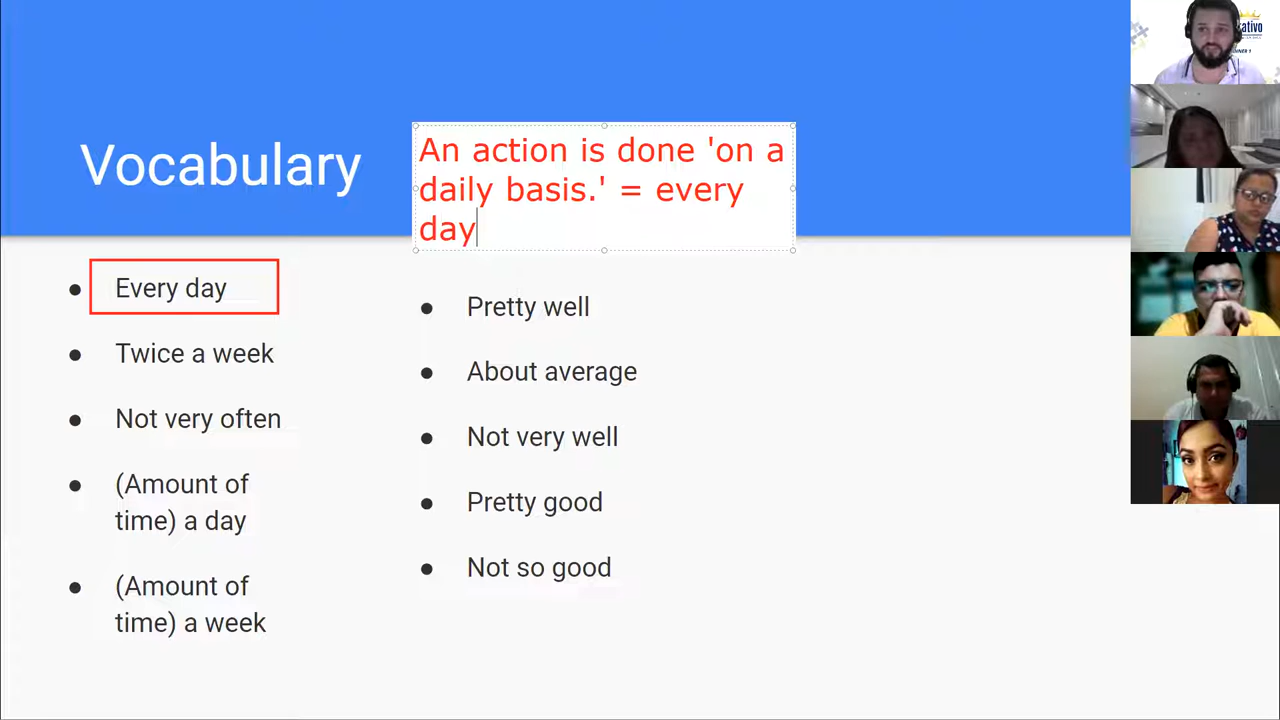 Vocabulary
An action is done 'on a
daily basis.' = every
day
Every day
Twice a week
Not very often
(Amount of
time) a day
(Amount of
time) a week
Pretty well
About average
Not very well
Pretty good
Not so good